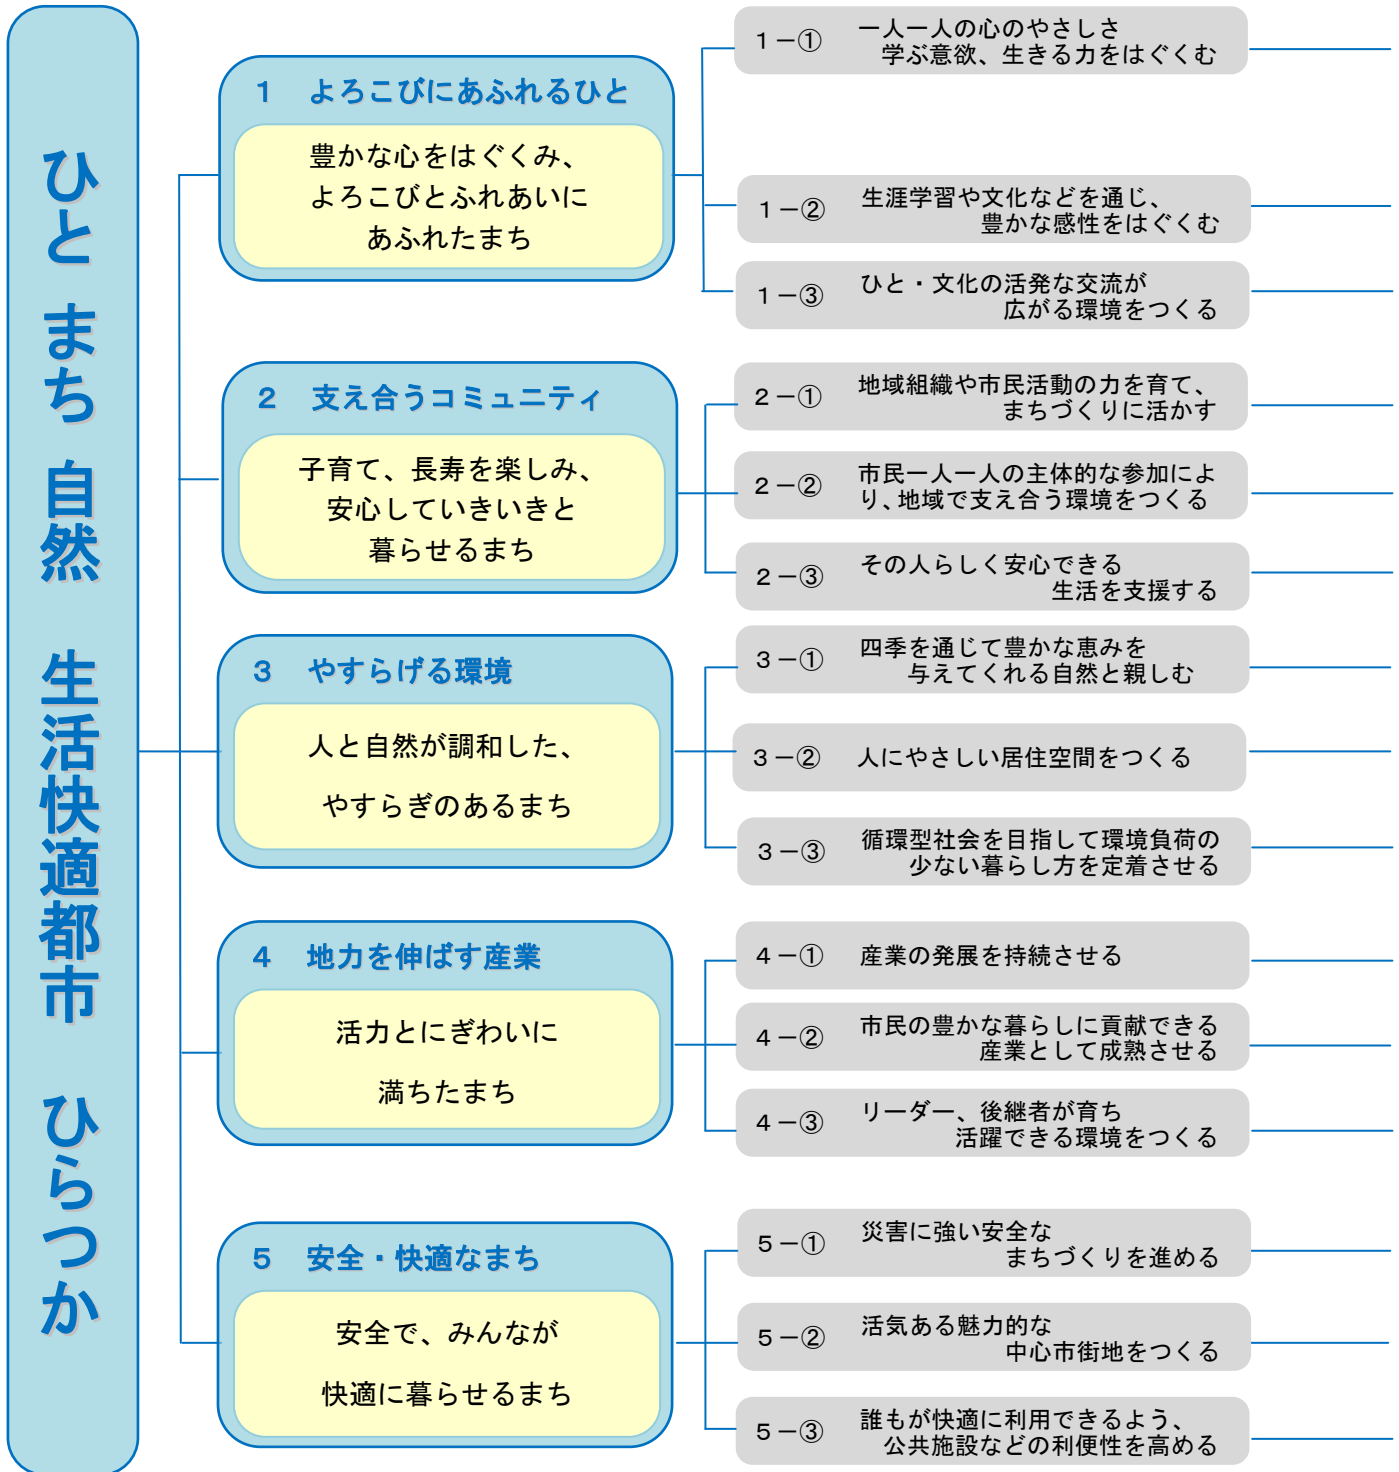 ひと まち 自然 生活快適都市 ひらつか
1 よろこびにあふれるひと
豊かな心をはぐくみ、
よろこびとふれあいに
あふれたまち
1－① 一人一人の心のやさしさ
学ぶ意欲、生きる力をはぐくむ
1－② 生涯学習や文化などを通じ、
豊かな感性をはぐくむ
1－③ ひと・文化の活発な交流が
広がる環境をつくる
2 支え合うコミュニティ
子育て、長寿を楽しみ、
安心していきいきと
暮らせるまち
2－① 地域組織や市民活動の力を育て、
まちづくりに活かす
2－② 市民一人一人の主体的な参加によ
り、地域で支え合う環境をつくる
2－③ その人らしく安心できる
生活を支援する
3 やすらげる環境
人と自然が調和した、
やすらぎのあるまち
3－① 四季を通じて豊かな恵みを
与えてくれる自然と親しむ
3－② 人にやさしい居住空間をつくる
3－③ 循環型社会を目指して環境負荷の
少ない暮らし方を定着させる
4 地力を伸ばす産業
活力とにぎわいに
満ちたまち
4－① 産業の発展を持続させる
4－② 市民の豊かな暮らしに貢献できる
産業として成熟させる
4－③ リーダー、後継者が育ち
活躍できる環境をつくる
5 安全・快適なまち
安全で、みんなが
快適に暮らせるまち
5－① 災害に強い安全な
まちづくりを進める
5－② 活気ある魅力的な
中心市街地をつくる
5－③ 誰もが快適に利用できるよう、
公共施設などの利便性を高める